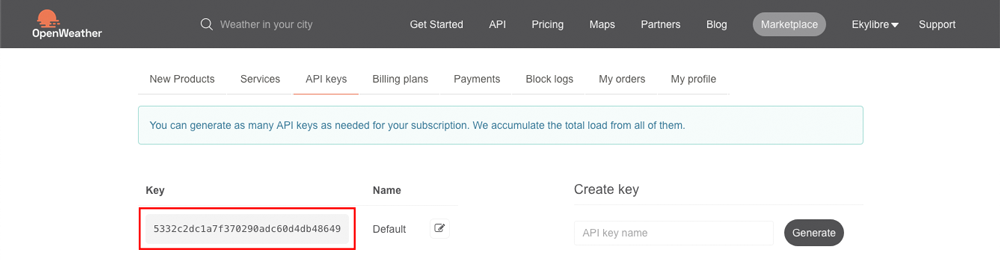 OpenWeather
Weather in your city
Get Started API Pricing Maps Partners Blog Marketplace Ekylibre Support
New Products Services API keys Billing plans Payments Block logs My orders My profile
You can generate as many API keys as needed for your subscription. We accumulate the total load from all of them.
Key Name Create key
5332c2dc1a7f370290adc60d4db48649 Default API key name Generate